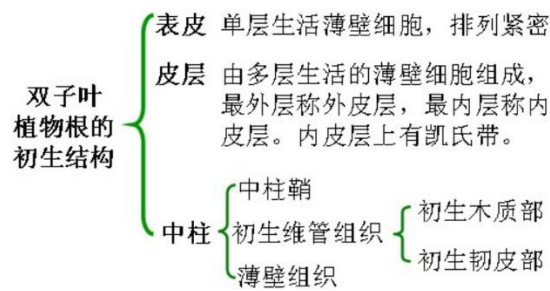 双子叶
植物根的
初生结构
表皮 单层生活薄壁细胞，排列紧密
皮层 由多层生活的薄壁细胞组成，
最外层称外皮层，最内层称内
皮层。内皮层上有凯氏带。
中柱
中柱鞘
初生维管组织
初生木质部
初生韧皮部
薄壁组织